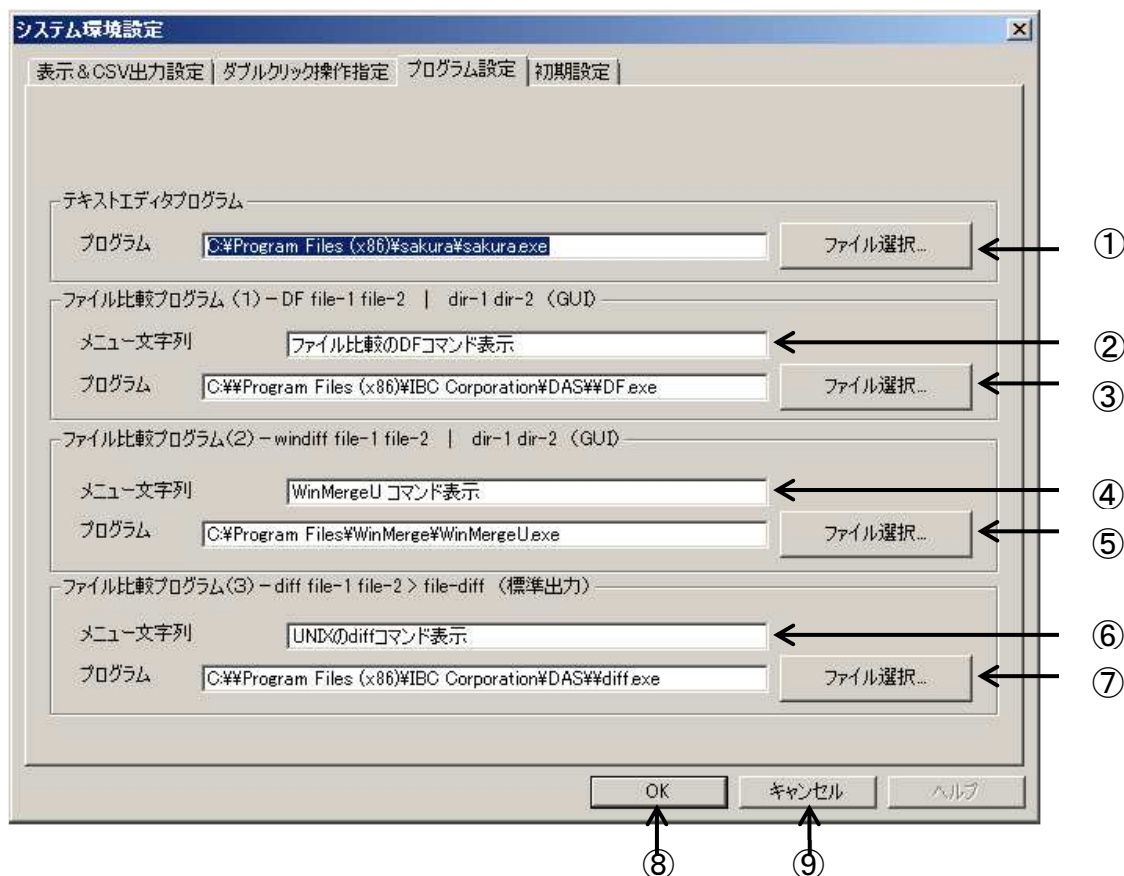 システム環境設定
表示&CSV出力設定 ダブルクリック操作指定 プログラム設定 初期設定
テキストエディタプログラム
プログラム C:¥Program Files (x86)¥sakura¥sakura.exe ファイル選択... ①
ファイル比較プログラム(1)-DF file-1 file-2 | dir-1 dir-2 (GUI)
メニュー文字列 ファイル比較のDFコマンド表示 ②
プログラム C:¥¥Program Files (x86)¥IBC Corporation¥DAS¥¥DF.exe ファイル選択... ③
ファイル比較プログラム(2)-windiff file-1 file-2 | dir-1 dir-2 (GUI)
メニュー文字列 WinMergeU コマンド表示 ④
プログラム C:¥Program Files¥WinMerge¥WinMergeU.exe ファイル選択... ⑤
ファイル比較プログラム(3)-diff file-1 file-2 > file-diff (標準出力)
メニュー文字列 UNIXのdiffコマンド表示 ⑥
プログラム C:¥¥Program Files (x86)¥IBC Corporation¥DAS¥¥diff.exe ファイル選択... ⑦
OK キャンセル ヘルプ
⑧ ⑨